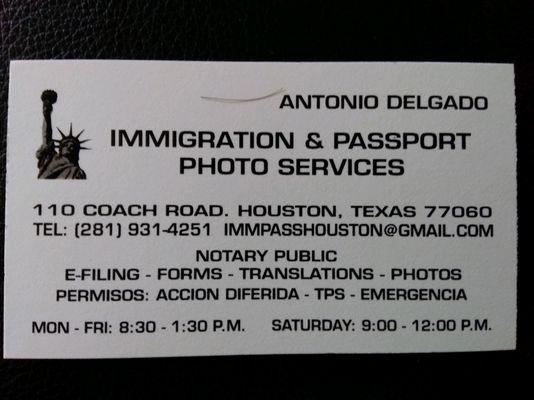 ANTONIO DELGADO
IMMIGRATION & PASSPORT
PHOTO SERVICES
110 COACH ROAD. HOUSTON, TEXAS 77060
TEL: (281) 931-4251 IMMPASSHOUSTON@GMAIL.COM
NOTARY PUBLIC
E-FILING - FORMS - TRANSLATIONS - PHOTOS
PERMISOS: ACCION DIFERIDA - TPS - EMERGENCIA
MON - FRI: 8:30 - 1:30 P.M. SATURDAY: 9:00 - 12:00 P.M.